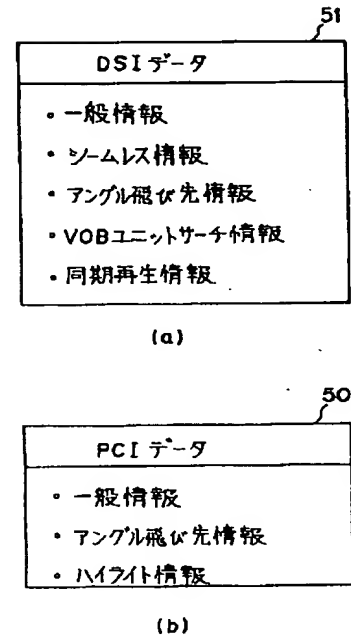 51
DSIデータ
・一般情報
・シームレス情報
・アングル飛び先情報
・VOBユニットサーチ情報
・同期再生情報
(a)
50
PCIデータ
・一般情報
・アングル飛び先情報
・ハイライト情報
(b)